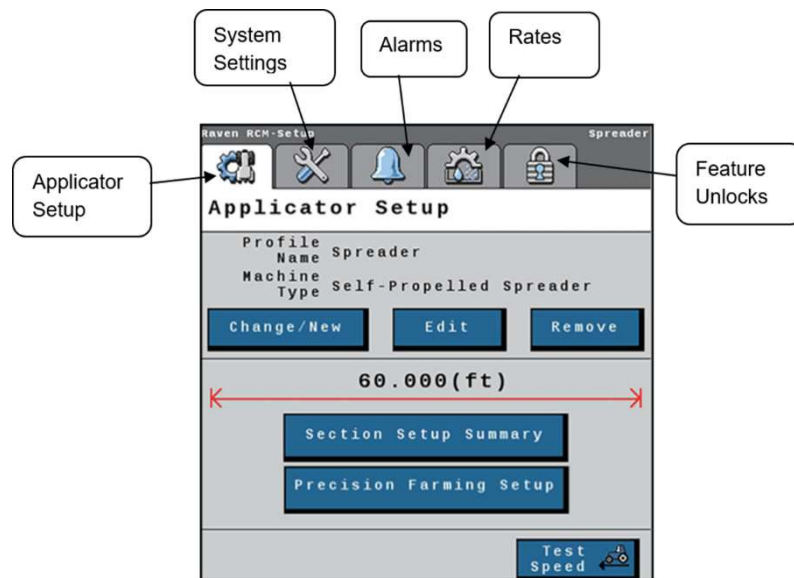 System
Settings
Alarms
Rates
Applicator
Setup
Feature
Unlocks
Raven RCM-Setup
Spreader
Applicator Setup
Profile
Name Spreader
Machine
Type Self-Propelled Spreader
Change/New
Edit
Remove
60.000(ft)
Section Setup Summary
Precision Farming Setup
Test
Speed